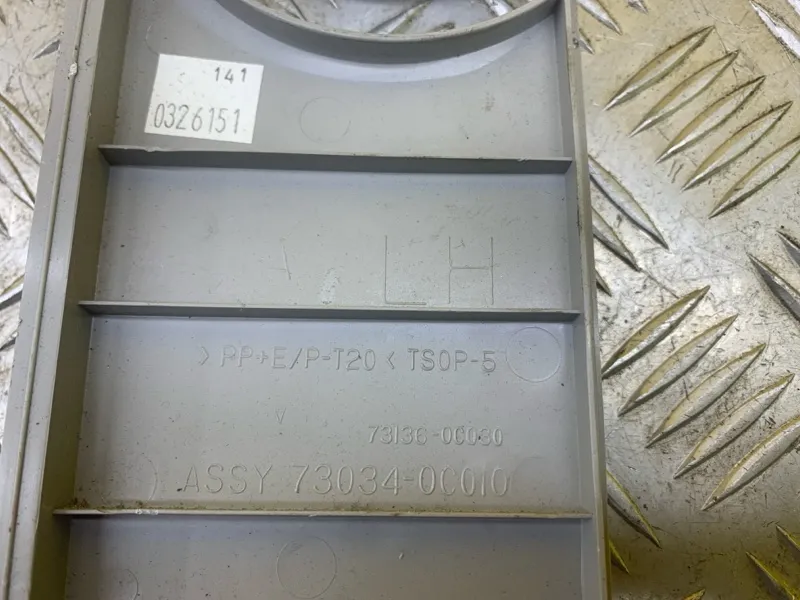 141
0326151
LH
>PP+E/P-T20< TSOP-5
73136-0C030
ASSY 73034-0C010